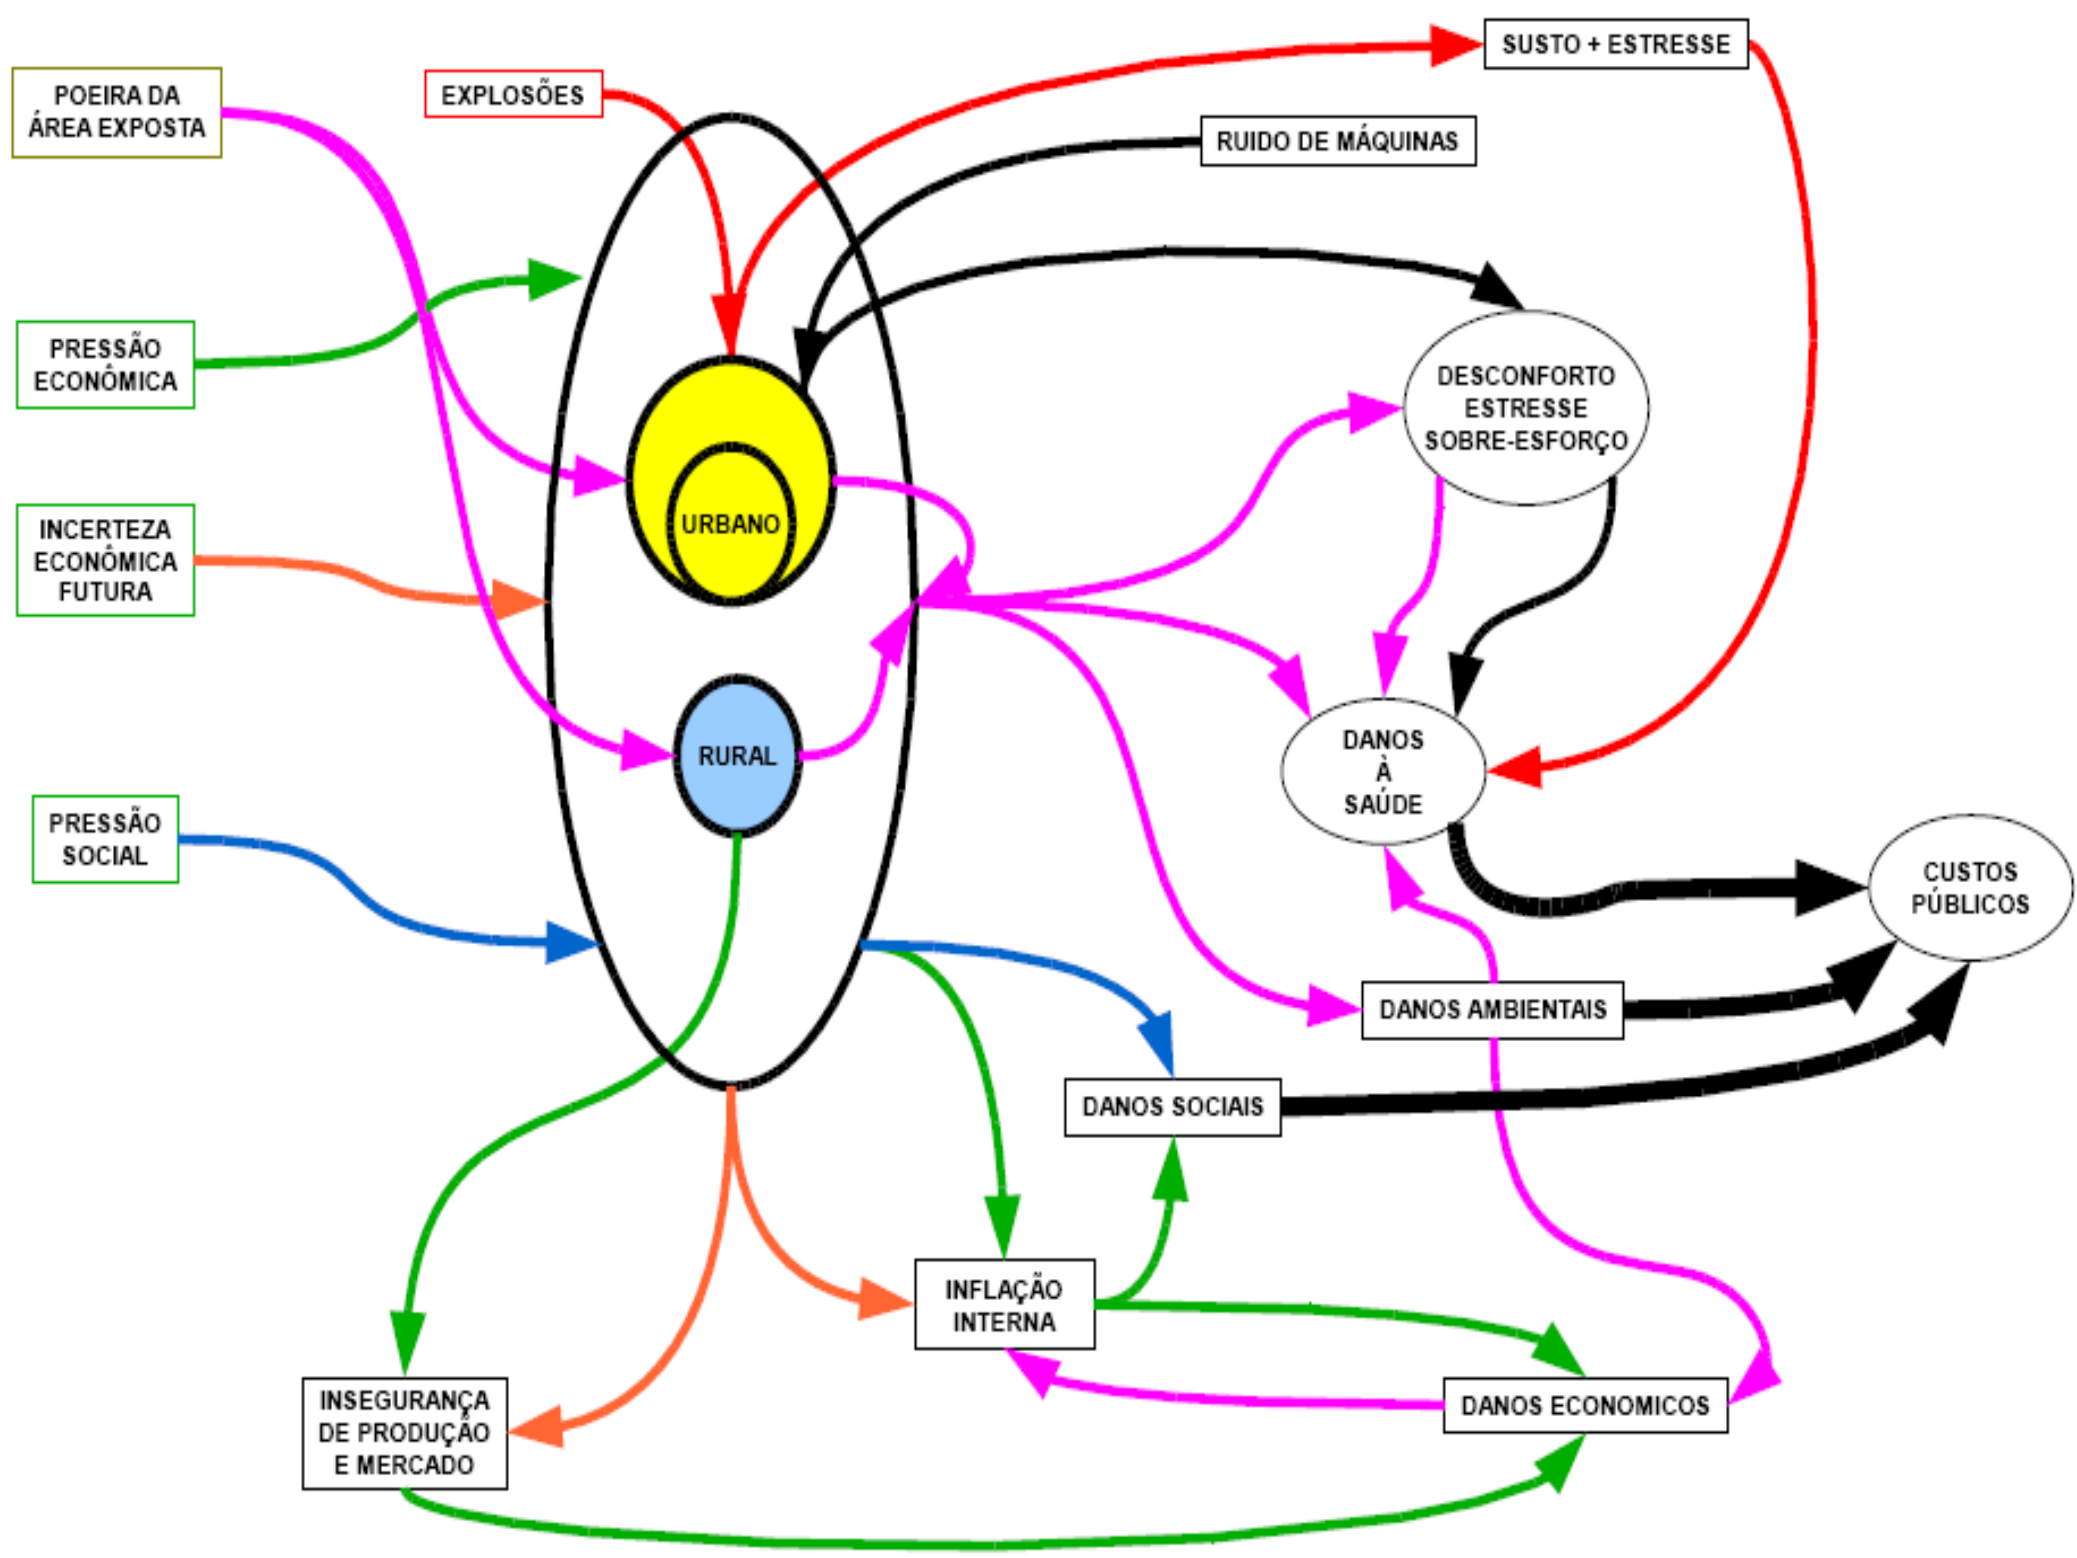 SUSTO + ESTRESSE
POEIRA DA
ÁREA EXPOSTA
EXPLOSÕES
RUIDO DE MÁQUINAS
PRESSÃO
ECONÔMICA
DESCONFORTO
ESTRESSE
SOBRE-ESFORÇO
INCERTEZA
ECONÔMICA
FUTURA
URBANO
RURAL
DANOS
À
SAÚDE
PRESSÃO
SOCIAL
CUSTOS
PÚBLICOS
DANOS AMBIENTAIS
DANOS SOCIAIS
INFLAÇÃO
INTERNA
INSEGURANÇA
DE PRODUÇÃO
E MERCADO
DANOS ECONOMICOS